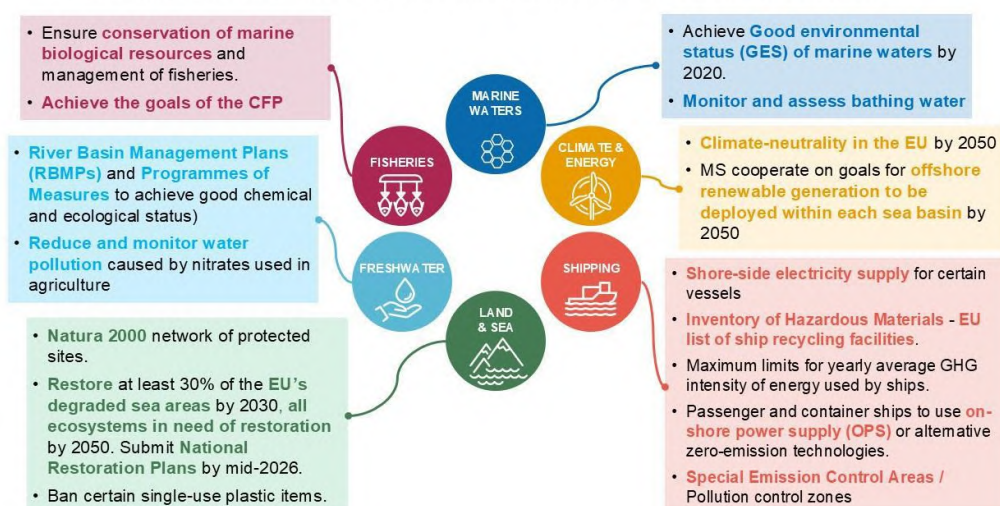 • Ensure conservation of marine
biological resources and
management of fisheries.
• Achieve the goals of the CFP
• River Basin Management Plans
(RBMPs) and Programmes of
Measures to achieve good chemical
and ecological status)
• Reduce and monitor water
pollution caused by nitrates used in
agriculture
• Natura 2000 network of protected
sites.
• Restore at least 30% of the EU's
degraded sea areas by 2030, all
ecosystems in need of restoration
by 2050. Submit National
Restoration Plans by mid-2026.
• Ban certain single-use plastic items.
MARINE
WATERS
FISHERIES
CLIMATE &
ENERGY
FRESHWATER
SHIPPING
LAND
& SEA
• Achieve Good environmental
status (GES) of marine waters by
2020.
• Monitor and assess bathing water
• Climate-neutrality in the EU by 2050
• MS cooperate on goals for offshore
renewable generation to be
deployed within each sea basin by
2050
• Shore-side electricity supply for certain
vessels
• Inventory of Hazardous Materials - EU
list of ship recycling facilities.
• Maximum limits for yearly average GHG
intensity of energy used by ships.
• Passenger and container ships to use on-
shore power supply (OPS) or alternative
zero-emission technologies.
• Special Emission Control Areas /
Pollution control zones